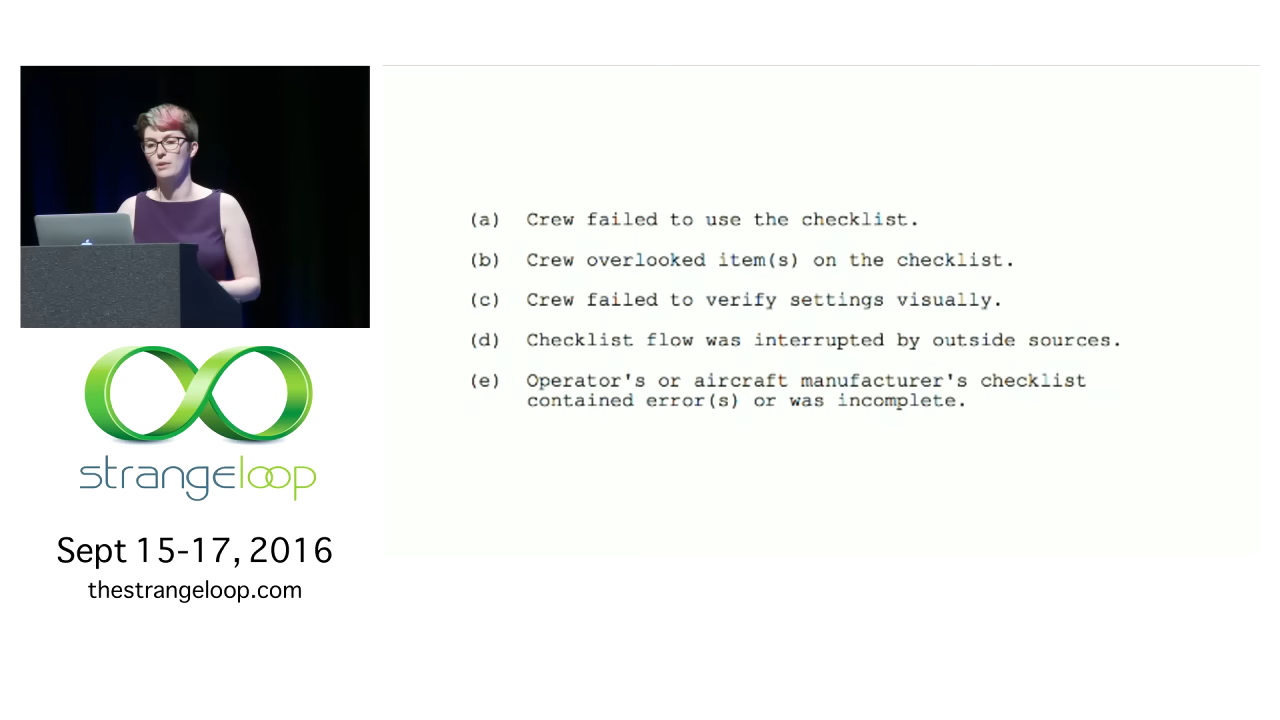 (a) Crew failed to use the checklist.
(b) Crew overlooked item(s) on the checklist.
(c) Crew failed to verify settings visually.
(d) Checklist flow was interrupted by outside sources.
(e) Operator's or aircraft manufacturer's checklist
contained error(s) or was incomplete.
strangeloop
Sept 15-17, 2016
thestrangeloop.com